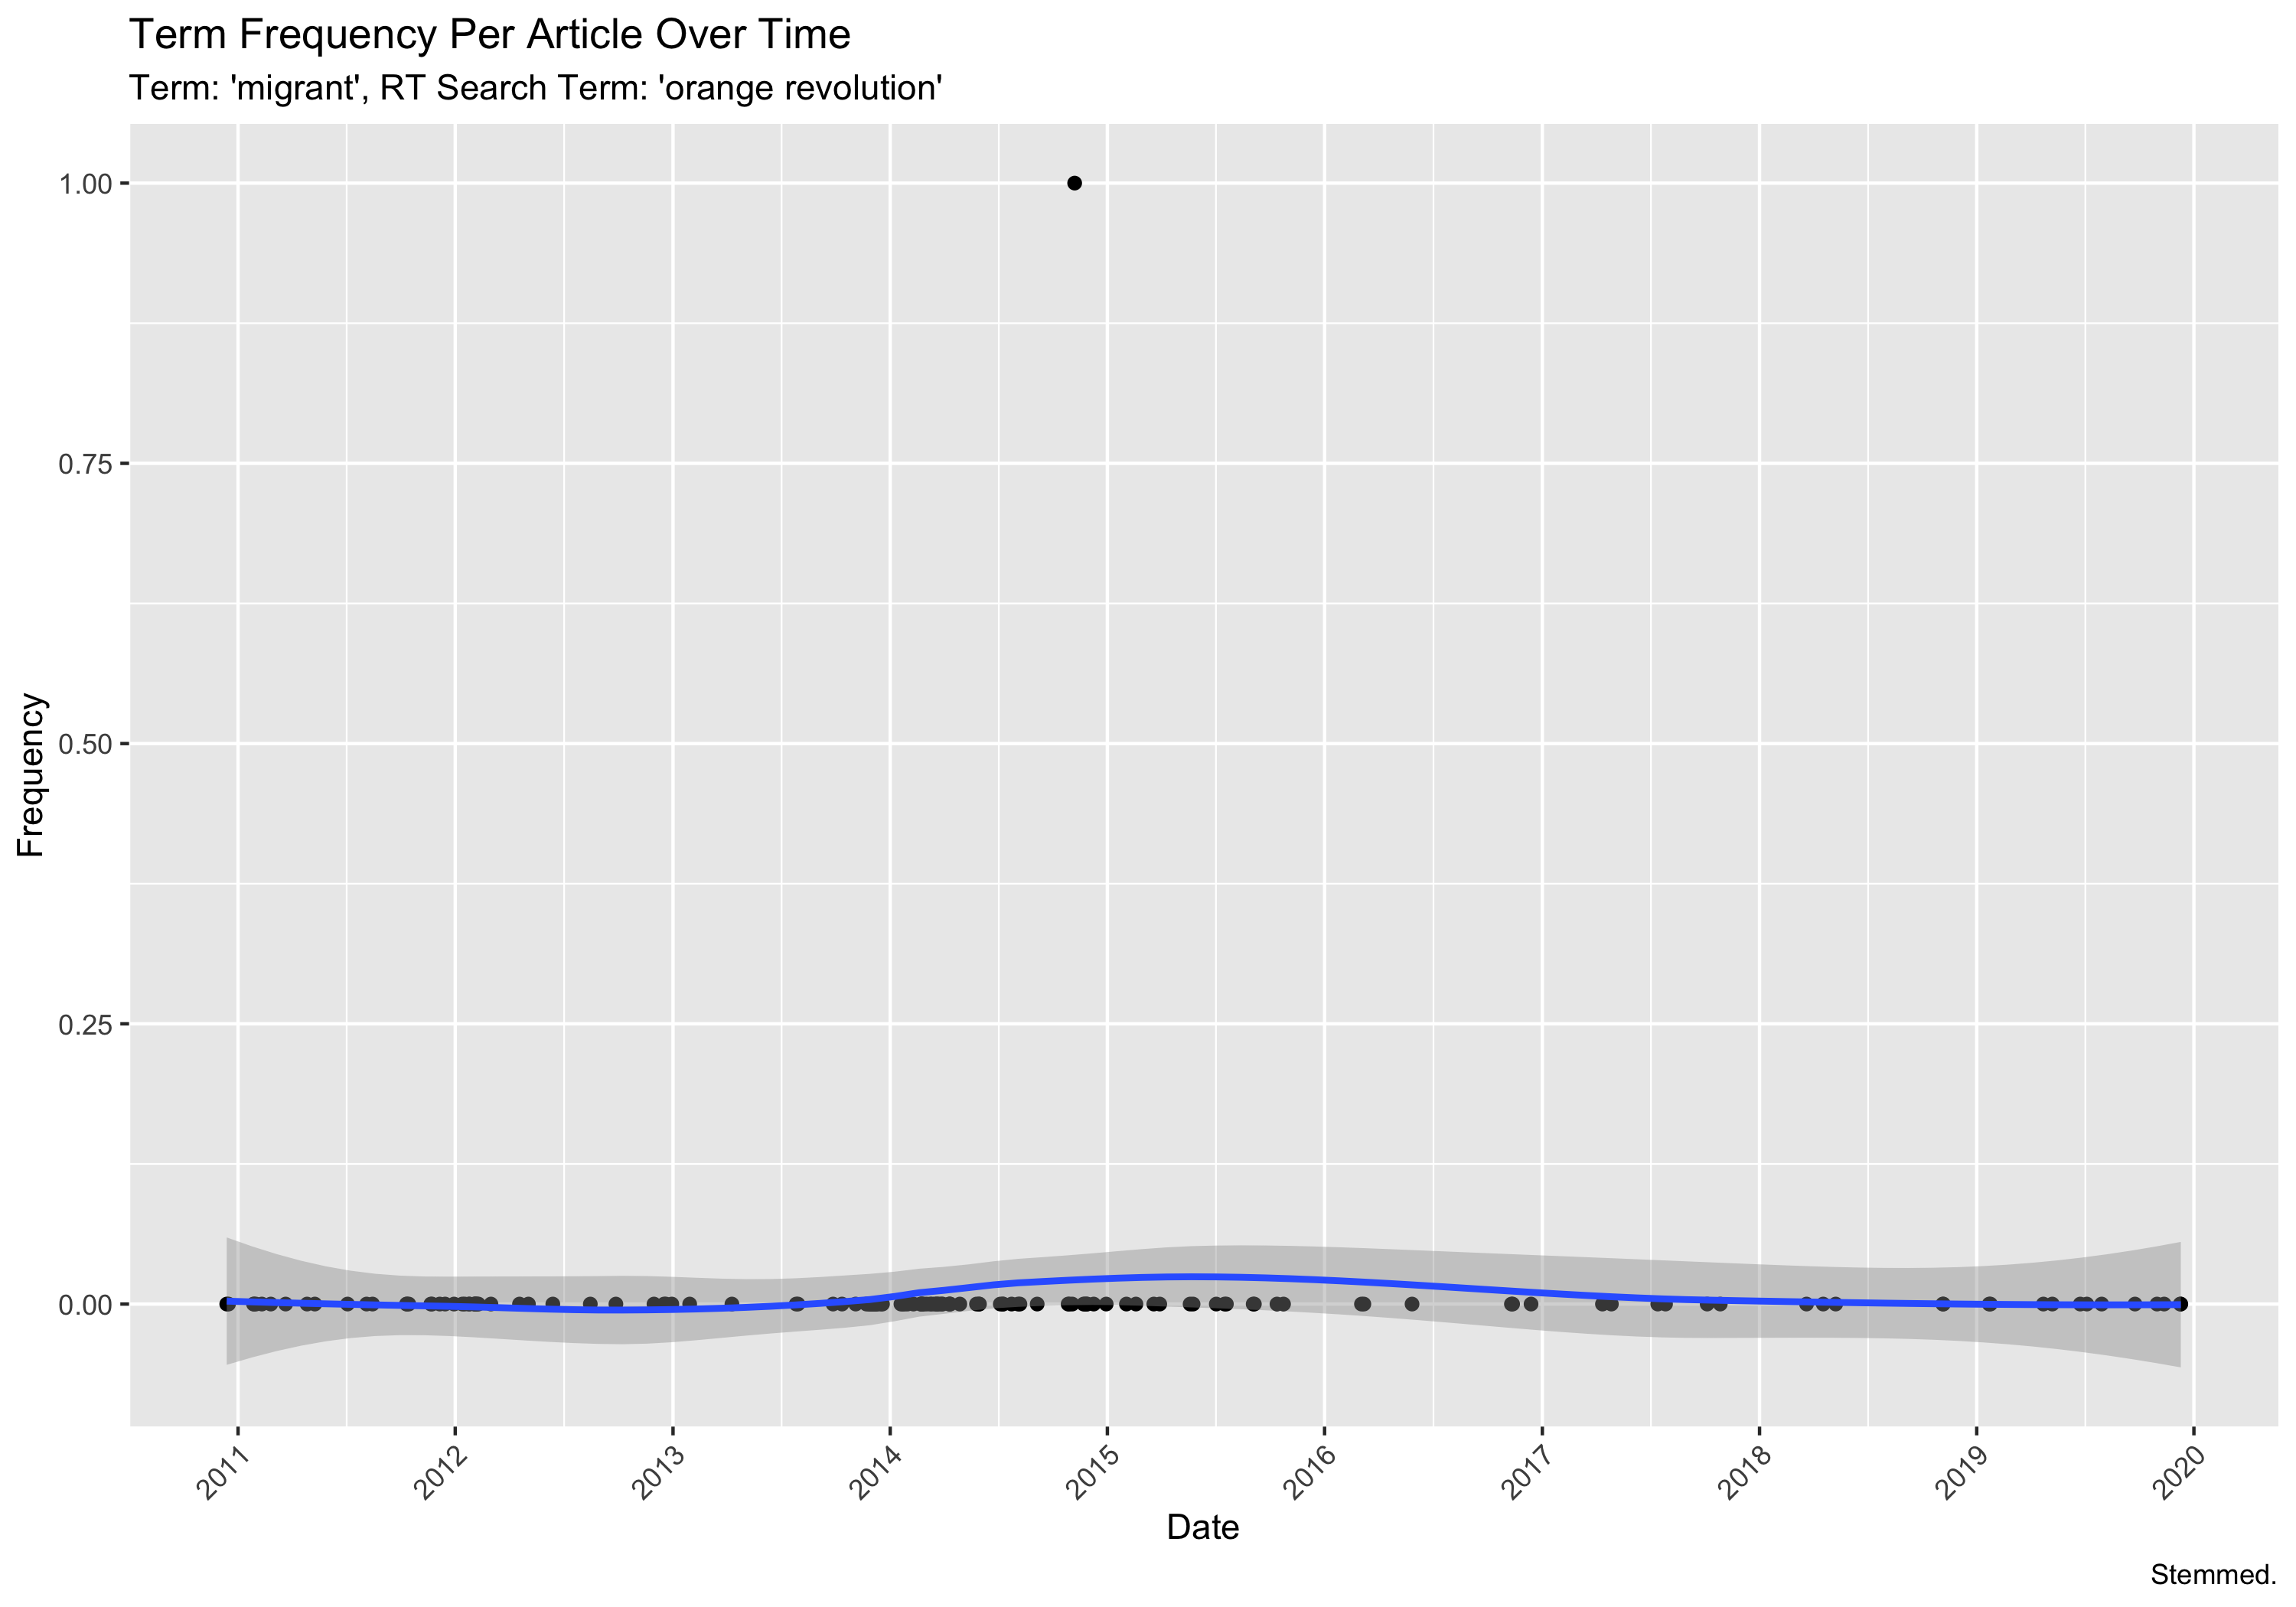 Term Frequency Per Article Over Time
Term: 'migrant', RT Search Term: 'orange revolution'
Frequency
1.00
0.75
0.50
0.25
0.00
2011 2012 2013 2014 2015 2016 2017 2018 2019 2020
Date
Stemmed.